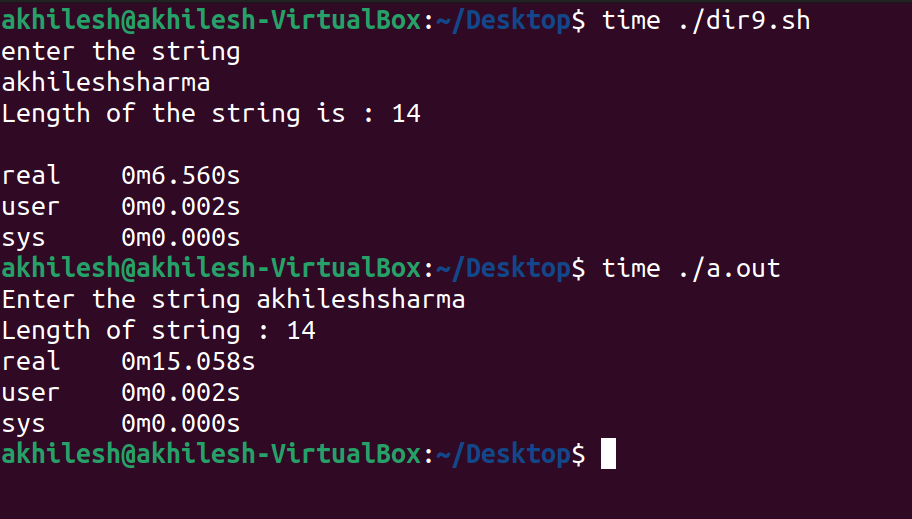 akhilesh@akhilesh-VirtualBox:~/Desktop$ time ./dir9.sh
enter the string
akhileshsharma
Length of the string is : 14
real    0m6.560s
user    0m0.002s
sys     0m0.000s
akhilesh@akhilesh-VirtualBox:~/Desktop$ time ./a.out
Enter the string akhileshsharma
Length of string : 14
real    0m15.058s
user    0m0.002s
sys     0m0.000s
akhilesh@akhilesh-VirtualBox:~/Desktop$